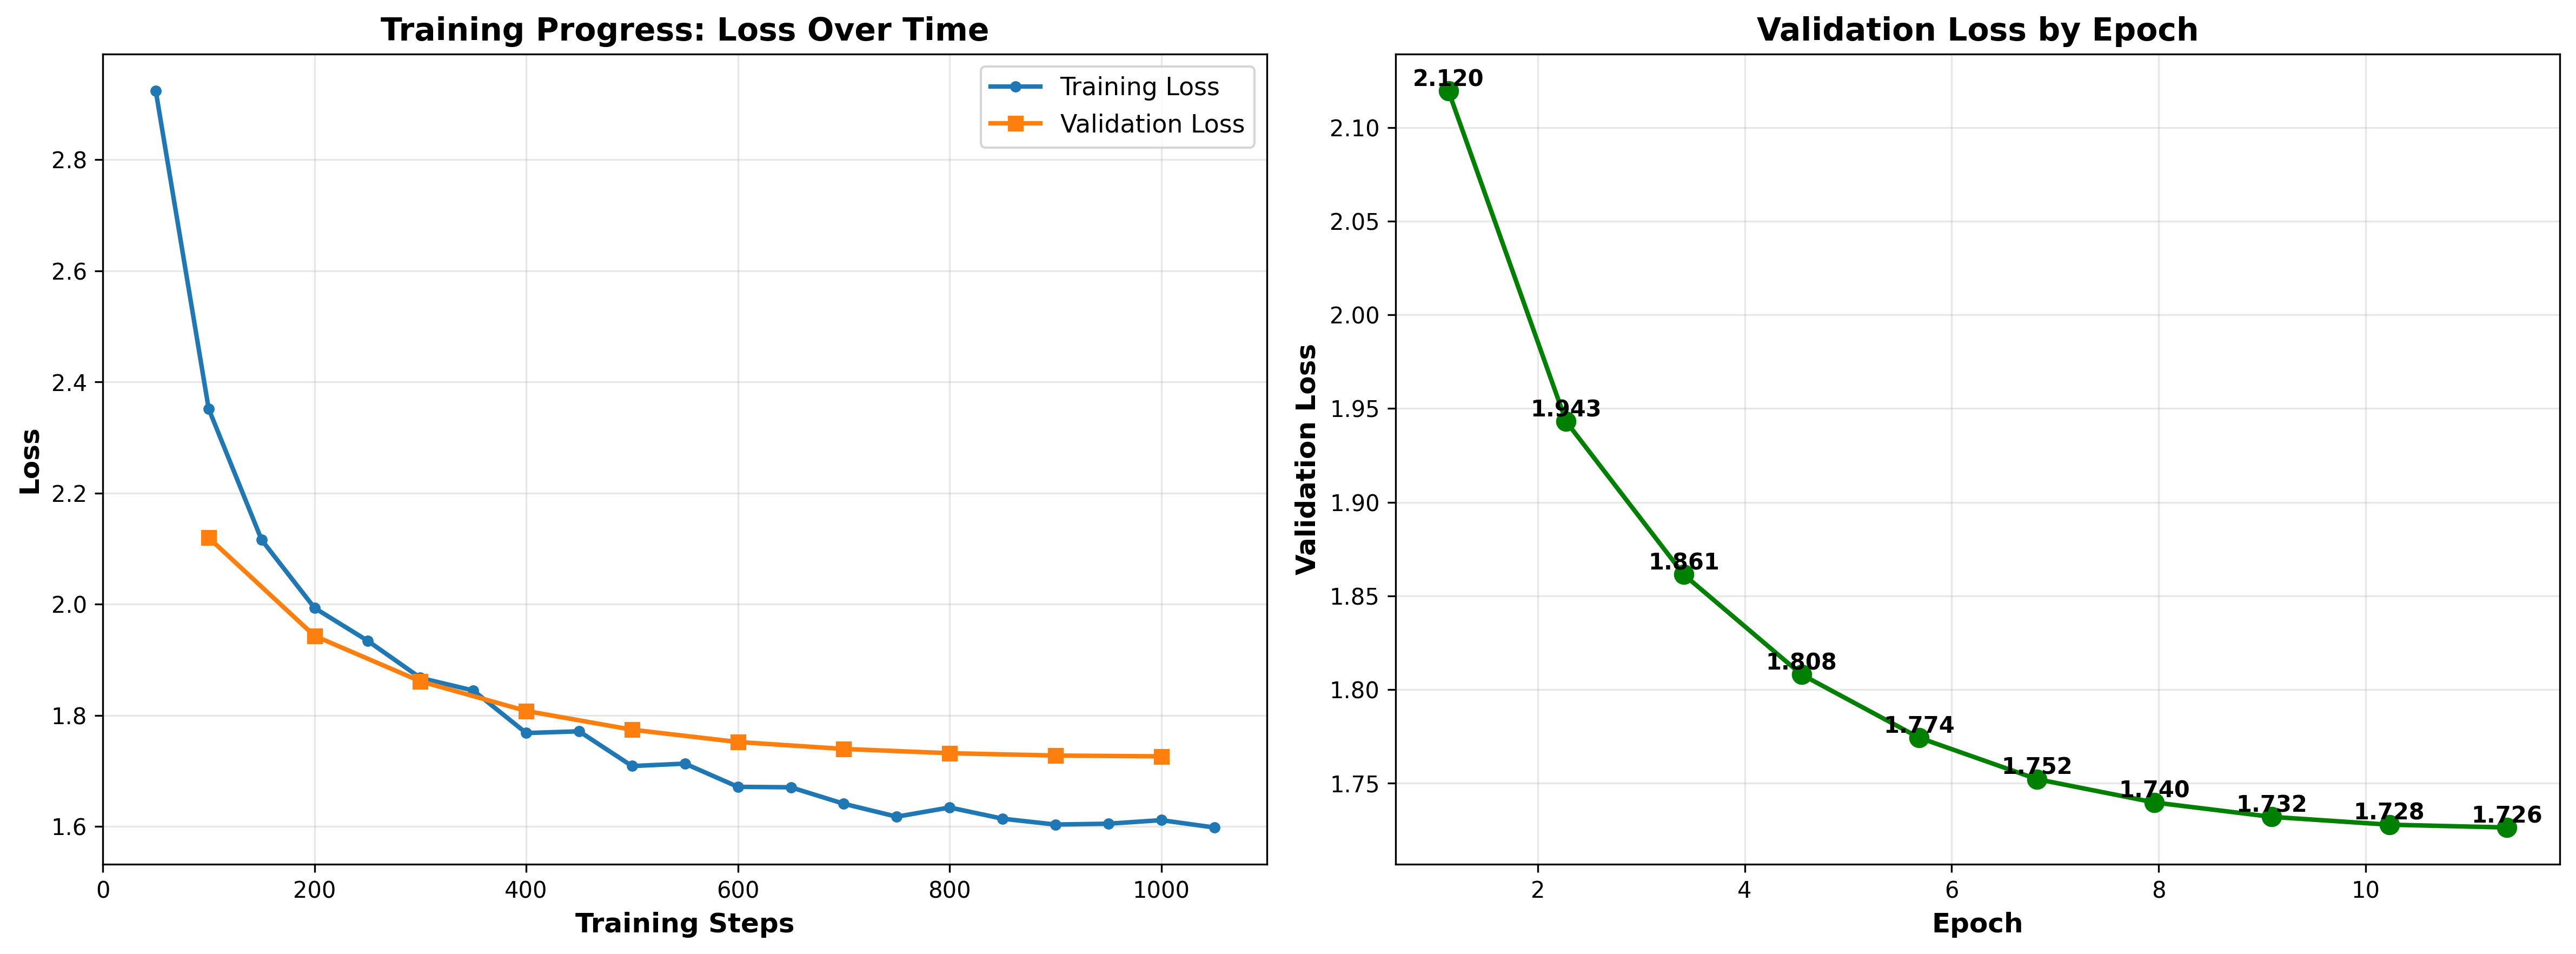 Training Progress: Loss Over Time
Training Loss
Validation Loss
2.8
2.6
2.4
2.2
2.0
1.8
1.6
Loss
0 200 400 600 800 1000
Training Steps
Validation Loss by Epoch
2.120
1.943
1.861
1.808
1.774
1.752
1.740
1.732
1.728
1.726
2.10
2.05
2.00
1.95
1.90
1.85
1.80
1.75
Validation Loss
2 4 6 8 10
Epoch